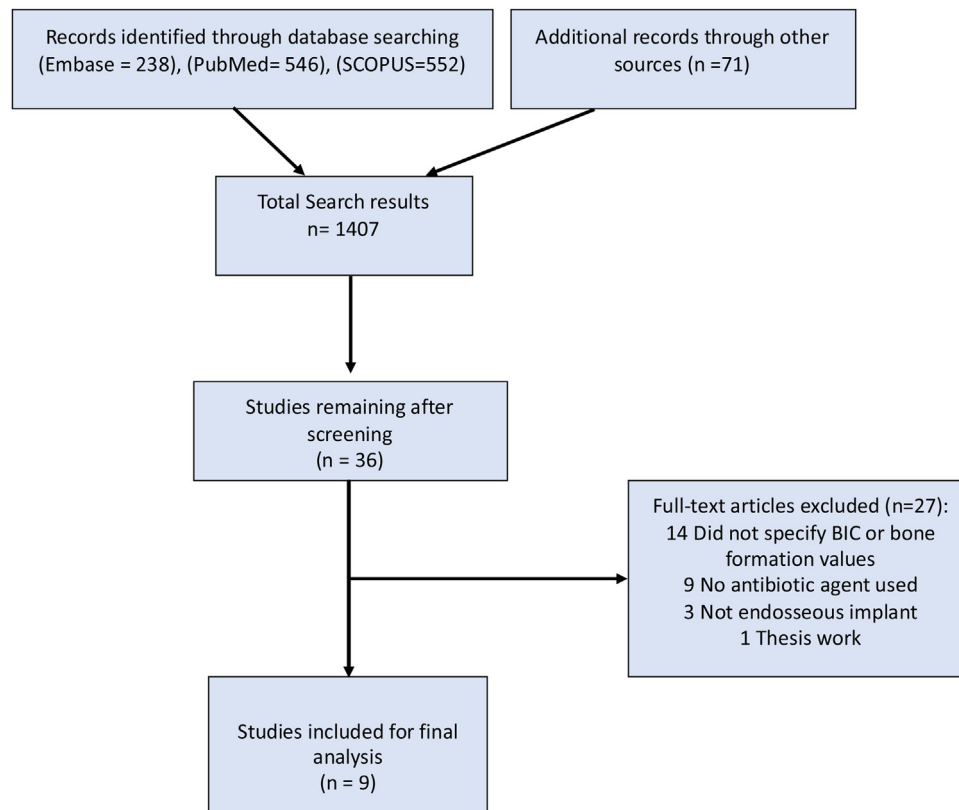 Records identified through database searching
(Embase = 238), (PubMed= 546), (SCOPUS=552)
Additional records through other
sources (n =71)
Total Search results
n= 1407
Studies remaining after
screening
(n = 36)
Full-text articles excluded (n=27):
14 Did not specify BIC or bone
formation values
9 No antibiotic agent used
3 Not endosseous implant
1 Thesis work
Studies included for final
analysis
(n = 9)